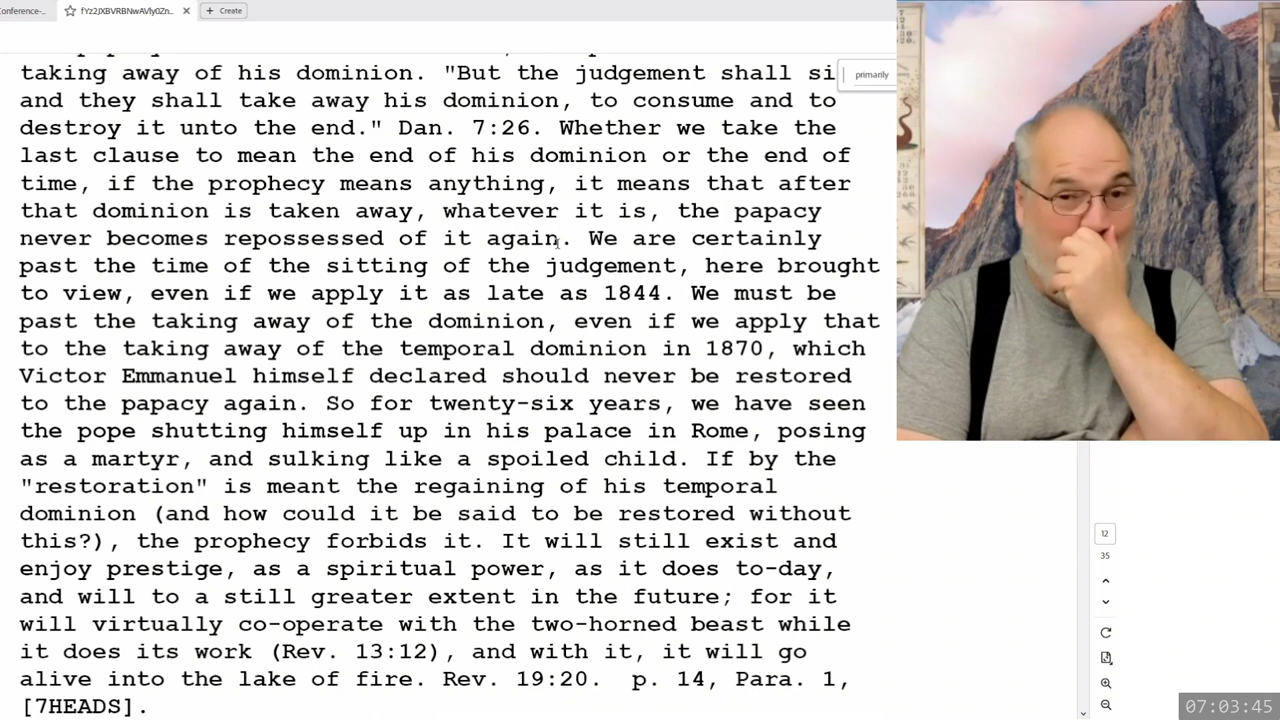 Conference-..
fYz2JXBVRBNwAVly0Zn..
Create
taking away of his dominion. "But the judgement shall si
primarily
and they shall take away his dominion, to consume and to
destroy it unto the end." Dan. 7:26. Whether we take the
last clause to mean the end of his dominion or the end of
time, if the prophecy means anything, it means that after
that dominion is taken away, whatever it is, the papacy
never becomes repossessed of it again. We are certainly
past the time of the sitting of the judgement, here brought
to view, even if we apply it as late as 1844. We must be
past the taking away of the dominion, even if we apply that
to the taking away of the temporal dominion in 1870, which
Victor Emmanuel himself declared should never be restored
to the papacy again. So for twenty-six years, we have seen
the pope shutting himself up in his palace in Rome, posing
as a martyr, and sulking like a spoiled child. If by the
"restoration" is meant the regaining of his temporal
dominion (and how could it be said to be restored without
this?), the prophecy forbids it. It will still exist and
enjoy prestige, as a spiritual power, as it does to-day,
and will to a still greater extent in the future; for it
will virtually co-operate with the two-horned beast while
it does its work (Rev. 13:12), and with it, it will go
alive into the lake of fire. Rev. 19:20. p. 14, Para. 1,
[7HEADS].
12
35
07:03:45